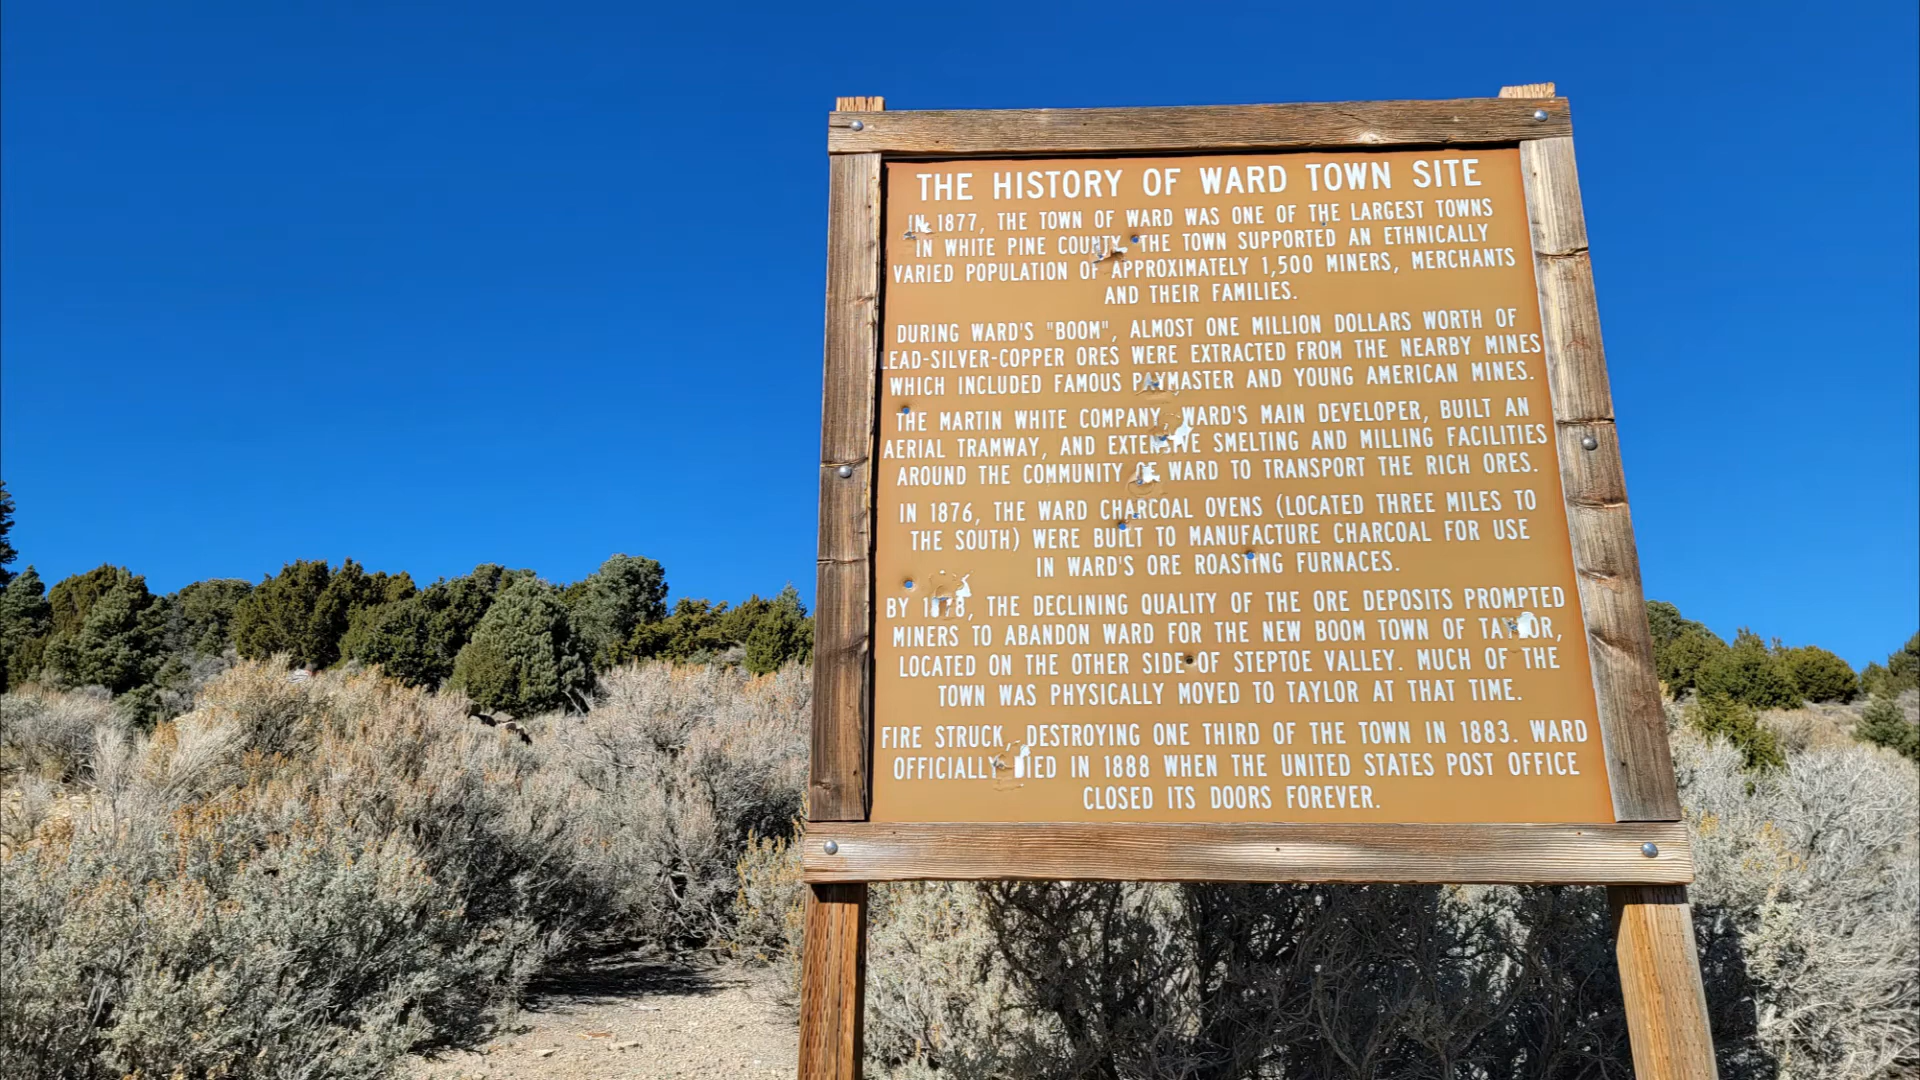 THE HISTORY OF WARD TOWN SITE
IN 1877, THE TOWN OF WARD WAS ONE OF THE LARGEST TOWNS
IN WHITE PINE COUNTY. THE TOWN SUPPORTED AN ETHNICALLY
VARIED POPULATION OF APPROXIMATELY 1,500 MINERS, MERCHANTS
AND THEIR FAMILIES.
DURING WARD'S "BOOM", ALMOST ONE MILLION DOLLARS WORTH OF
LEAD-SILVER-COPPER ORES WERE EXTRACTED FROM THE NEARBY MINES
WHICH INCLUDED FAMOUS PAYMASTER AND YOUNG AMERICAN MINES.
THE MARTIN WHITE COMPANY, WARD'S MAIN DEVELOPER, BUILT AN
AERIAL TRAMWAY, AND EXTENSIVE SMELTING AND MILLING FACILITIES
AROUND THE COMMUNITY OF WARD TO TRANSPORT THE RICH ORES.
IN 1876, THE WARD CHARCOAL OVENS (LOCATED THREE MILES TO
THE SOUTH) WERE BUILT TO MANUFACTURE CHARCOAL FOR USE
IN WARD'S ORE ROASTING FURNACES.
BY THE DECLINING QUALITY OF THE ORE DEPOSITS PROMPTED
MINERS TO ABANDON WARD FOR THE NEW BOOM TOWN OF TAYLOR,
LOCATED ON THE OTHER SIDE OF STEPTOE VALLEY. MUCH OF THE
TOWN WAS PHYSICALLY MOVED TO TAYLOR AT THAT TIME.
FIRE STRUCK, DESTROYING ONE THIRD OF THE TOWN IN 1883. WARD
OFFICIALLY DIED IN 1888 WHEN THE UNITED STATES POST OFFICE
CLOSED ITS DOORS FOREVER.